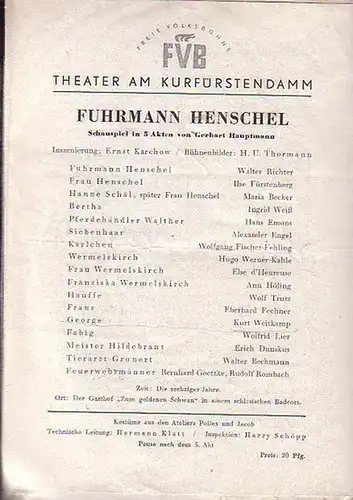 FREIE VOLKSBÜHNE
FVB
THEATER AM KURFÜRSTENDAMM
FUHRMANN HENSCHEL
Schauspiel in 5 Akten von Gerhart Hauptmann
Inszenierung: Ernst Karchow / Bühnenbilder: H. U. Thormann
Fuhrmann Henschel Walter Richter
Frau Henschel Ilse Fürstenberg
Hanne Schäl, später Frau Henschel Maria Becker
Bertha Ingrid Weiß
Pferdehändler Walther Hans Emons
Siebenhaar Alexander Engel
Karlchen Wolfgang Fischer-Fehling
Wermelskirch Hugo Werner-Kahle
Frau Wermelskirch Else d'Heureuse
Franziska Wermelskirch Ann Höling
Hauffe Wolf Trutz
Franz Eberhard Fechner
George Kurt Weitkamp
Fabig Wolfrid Lier
Meister Hildebrant Erich Dunskus
Tierarzt Grunert Walter Bechmann
Feuerwehrmänner Bernhard Goetzke, Rudolf Rombach
Zeit: Die sechziger Jahre.
Ort: Der Gasthof „Zum goldenen Schwan" in einem schlesischen Badeort.
Kostüme aus den Ateliers Polles und Jacob
Technische Leitung: Hermann Klatt / Inspektion: Harry Schöpp
Pause nach dem 3. Akt
Preis: 20 Pfg.